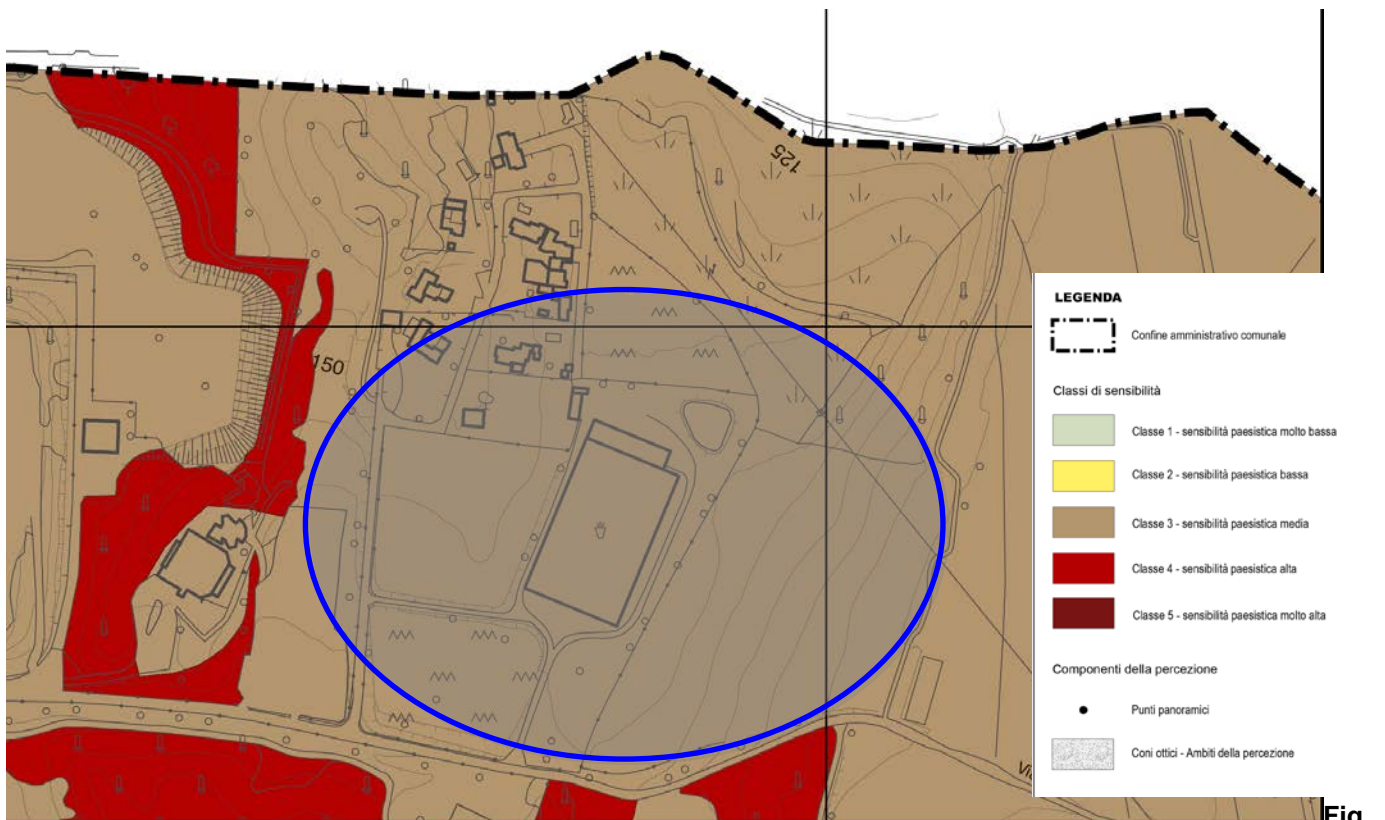 125
150
LEGENDA
Confine amministrativo comunale
Classi di sensibilità
Classe 1 - sensibilità paesistica molto bassa
Classe 2 - sensibilità paesistica bassa
Classe 3 - sensibilità paesistica media
Classe 4 - sensibilità paesistica alta
Classe 5 - sensibilità paesistica molto alta
Componenti della percezione
Punti panoramici
Coni ottici - Ambiti della percezione
Fig